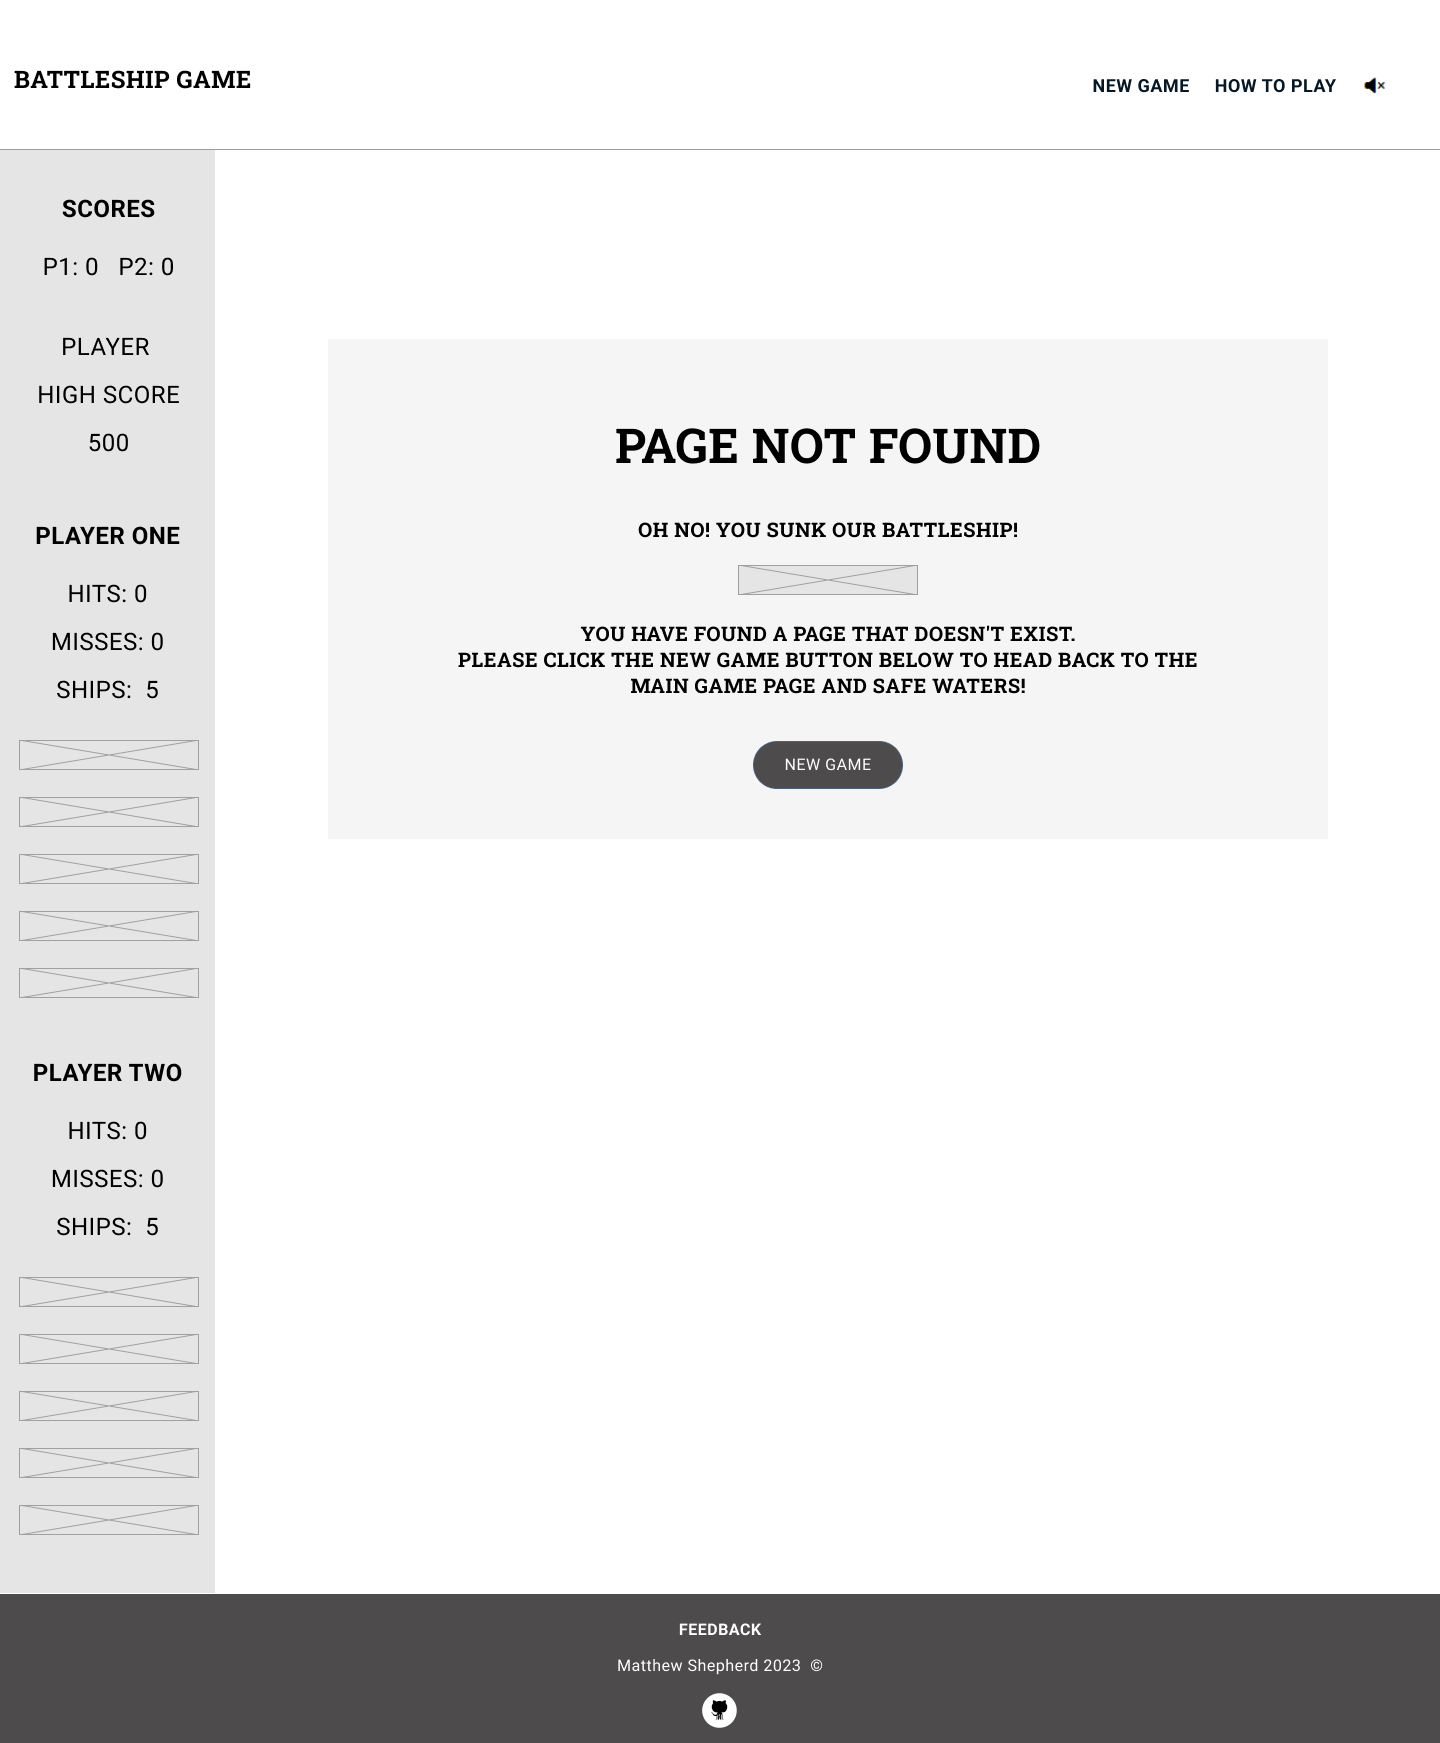 BATTLESHIP GAME
NEW GAME HOW TO PLAY
SCORES
P1: 0 P2: 0
PLAYER
HIGH SCORE
500
PLAYER ONE
HITS: 0
MISSES: 0
SHIPS: 5
PLAYER TWO
HITS: 0
MISSES: 0
SHIPS: 5
PAGE NOT FOUND
OH NO! YOU SUNK OUR BATTLESHIP!
YOU HAVE FOUND A PAGE THAT DOESN'T EXIST.
PLEASE CLICK THE NEW GAME BUTTON BELOW TO HEAD BACK TO THE
MAIN GAME PAGE AND SAFE WATERS!
NEW GAME
FEEDBACK
Matthew Shepherd 2023 ©